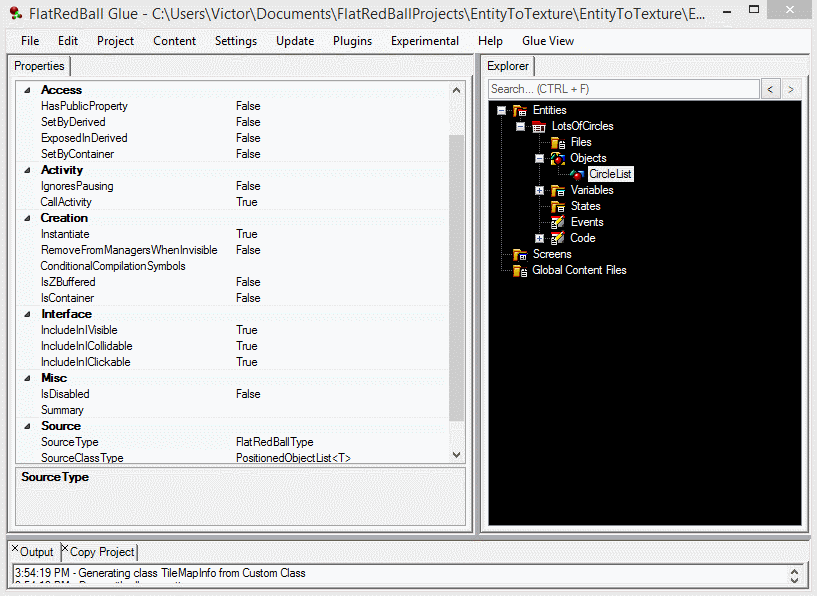 FlatRedBall Glue - C:\Users\Victor\Documents\FlatRedBallProjects\EntityToTexture\EntityToTexture\E...
File Edit Project Content Settings Update Plugins Experimental Help Glue View
Properties
Access
HasPublicProperty False
SetByDerived False
ExposedInDerived False
SetByContainer False
Activity
IgnoresPausing False
CallActivity True
Creation
Instantiate True
RemoveFromManagersWhenInvisible False
ConditionalCompilationSymbols
IsZBuffered False
IsContainer False
Interface
IncludeInIVisible True
IncludeInICollidable True
IncludeInIClickable True
Misc
IsDisabled False
Summary
Source
SourceType FlatRedBallType
SourceClassType PositionedObjectList<T>
SourceType
Explorer
Search... (CTRL + F) < >
Entities
LotsOfCircles
Files
Objects
CircleList
Variables
States
Events
Code
Screens
Global Content Files
Output Copy Project
3:54:19 PM - Generating class TileMapInfo from Custom Class